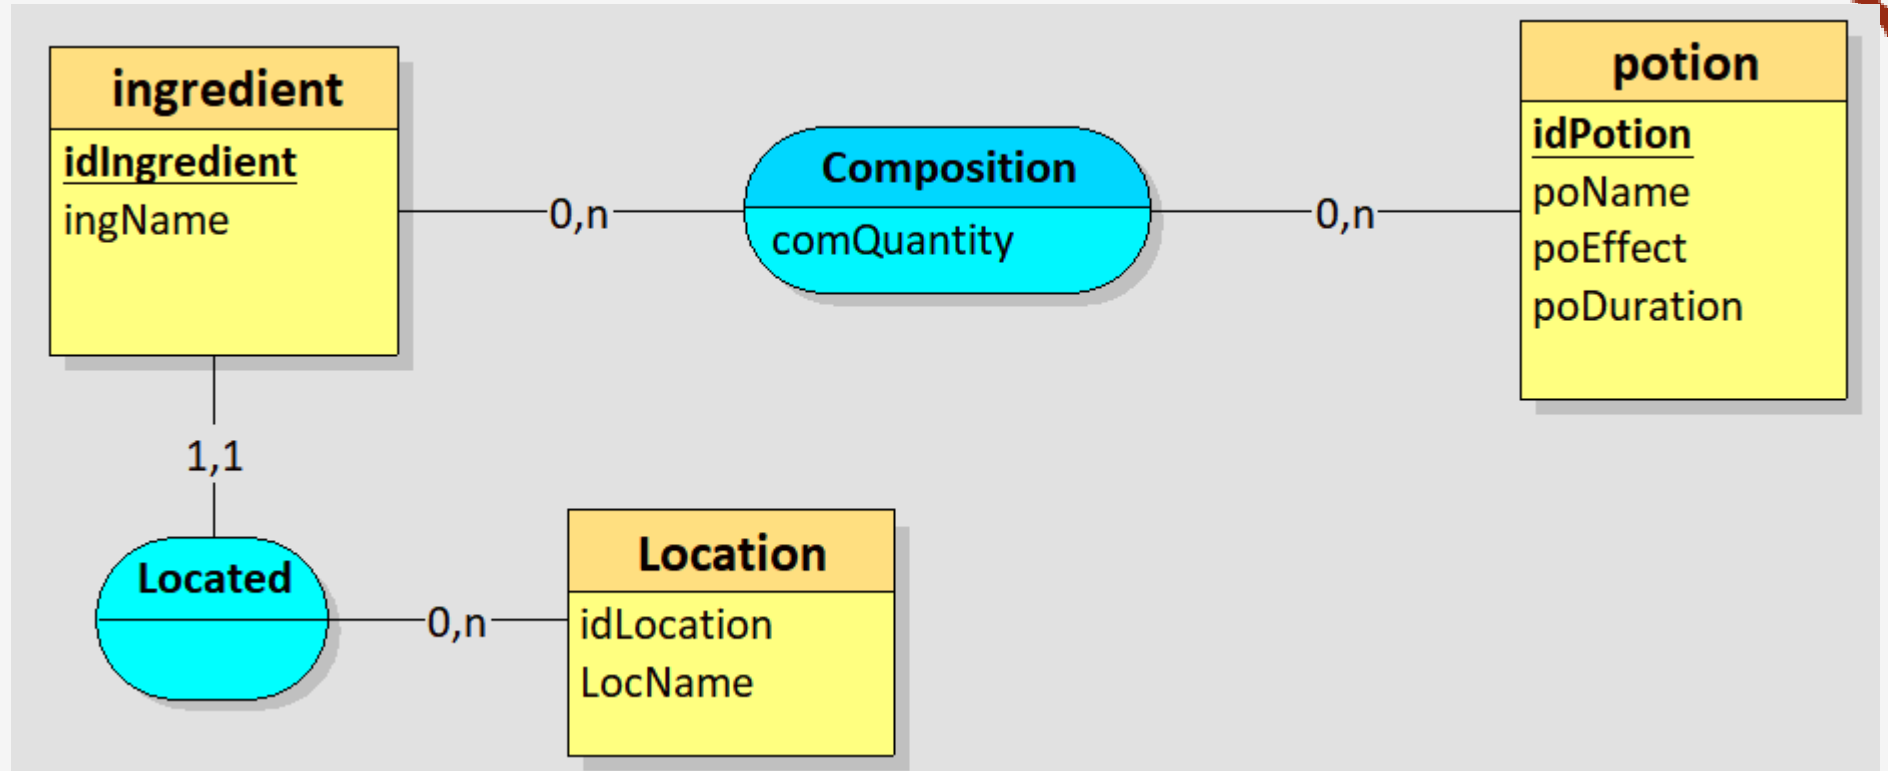 ingredient
idIngredient
ingName
0,n
Composition
comQuantity
0,n
potion
idPotion
poName
poEffect
poDuration
1,1
Located
0,n
Location
idLocation
LocName